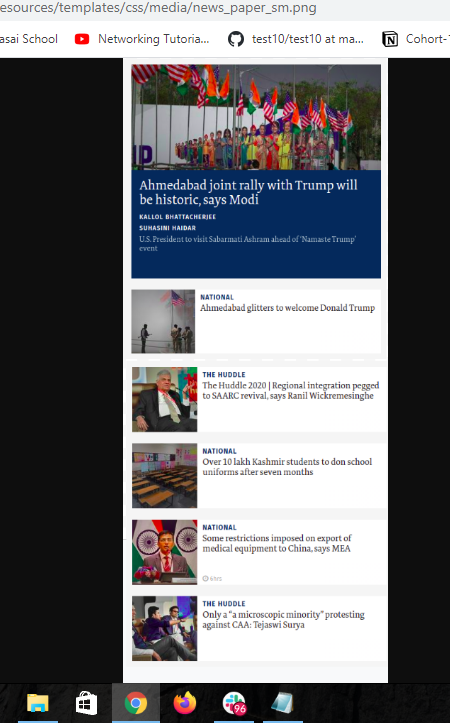 esources/templates/css/media/news_paper_sm.png
asai School
Networking Tutoria...
test10/test10 at ma...
Cohort-
Ahmedabad joint rally with Trump will
be historic, says Modi
KALLOL BHATTACHERJEE
SUHASINI HAIDAR
U.S. President to visit Sabarmati Ashram ahead of 'Namaste Trump'
event
NATIONAL
Ahmedabad glitters to welcome Donald Trump
THE HUDDLE
The Huddle 2020 | Regional integration pegged
to SAARC revival, says Ranil Wickremesinghe
NATIONAL
Over 10 lakh Kashmir students to don school
uniforms after seven months
NATIONAL
Some restrictions imposed on export of
medical equipment to China, says MEA
4 hrs
THE HUDDLE
Only a "a microscopic minority" protesting
against CAA: Tejaswi Surya
96